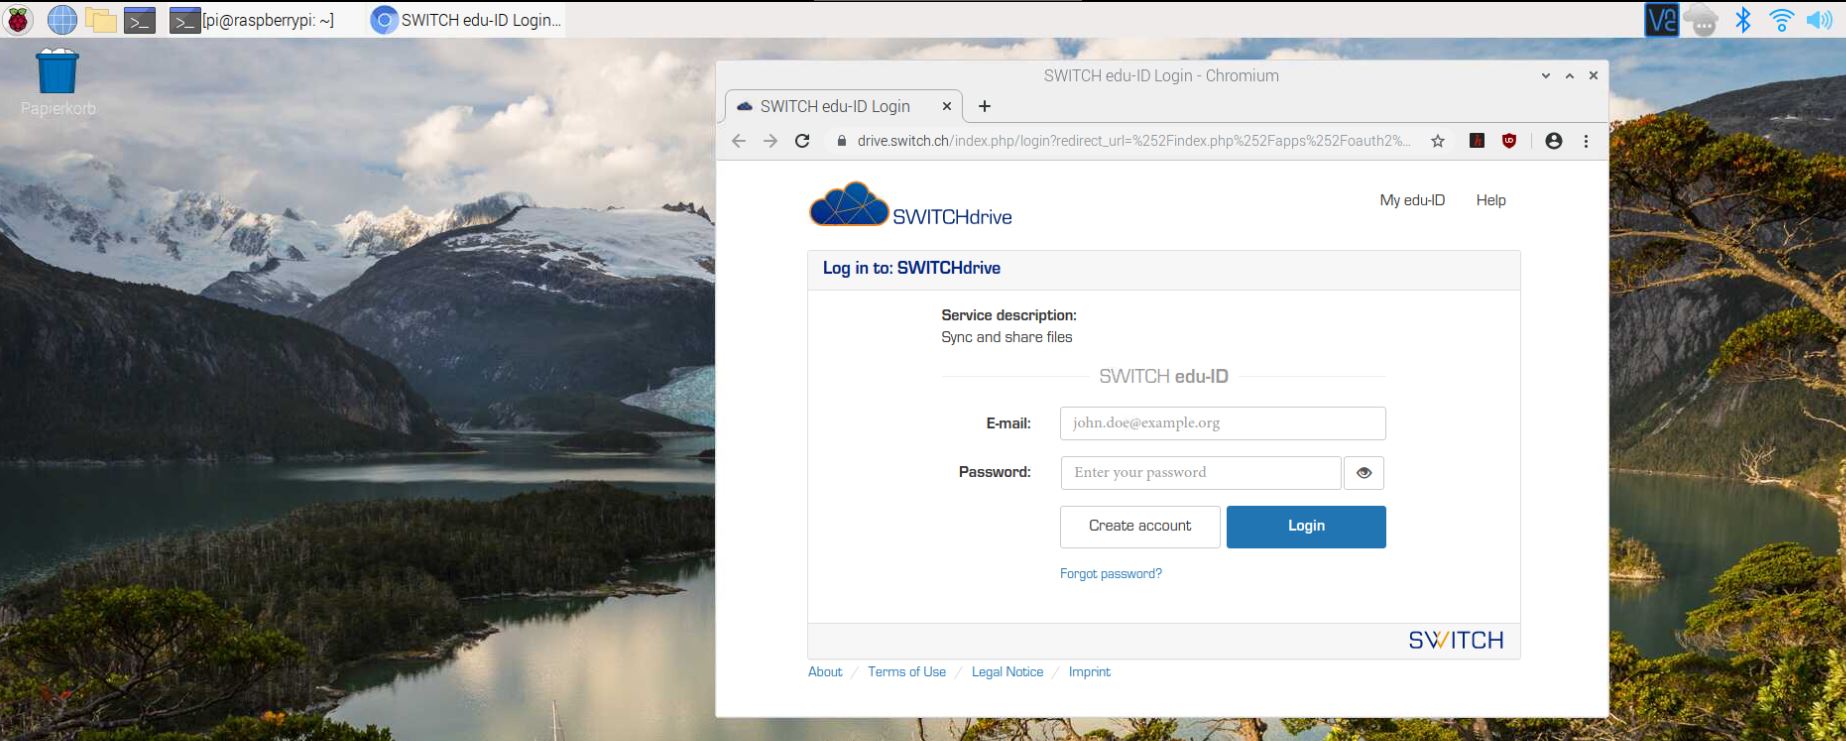 [pi@raspberrypi: ~]
SWITCH edu-ID Login...
Papierkorb
SWITCH edu-ID Login - Chromium
SWITCH edu-ID Login
drive.switch.ch/index.php/login?redirect_url=%252Findex.php%252Fapps%252Foauth2%...
SWITCHdrive
My edu-ID
Help
Log in to: SWITCHdrive
Service description:
Sync and share files
SWITCH edu-ID
E-mail:
john.doe@example.org
Password:
Enter your password
Create account
Login
Forgot password?
SWITCH
About / Terms of Use / Legal Notice / Imprint